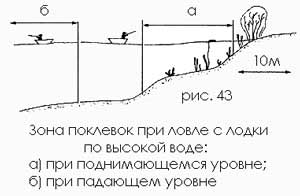 б
а
10м
рис. 43
Зона поклевок при ловле с лодки
по высокой воде:
а) при поднимающемся уровне;
б) при падающем уровне